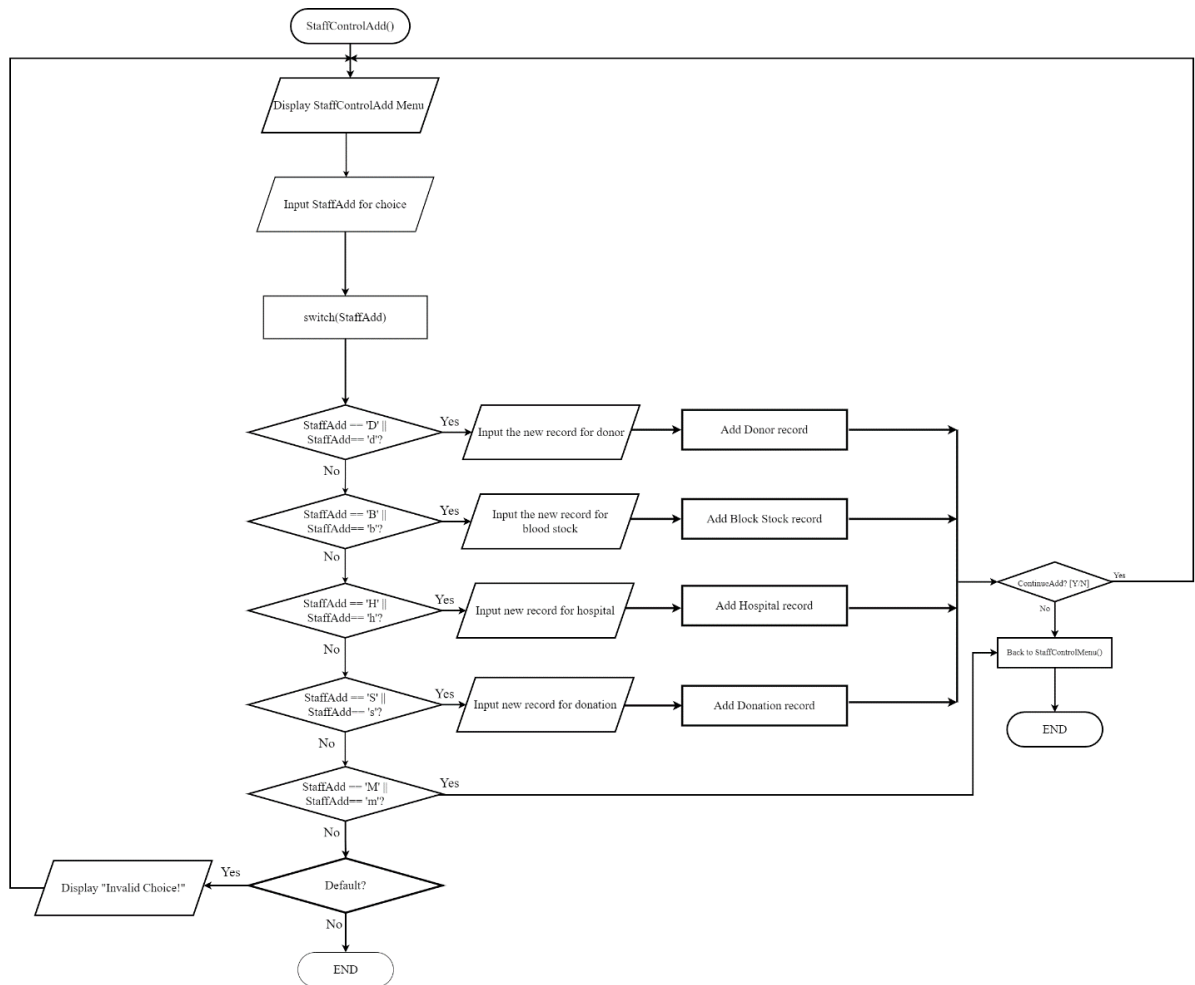 StaffControlAdd()
Display StaffControlAdd Menu
Input StaffAdd for choice
switch(StaffAdd)
StaffAdd == 'D' ||
StaffAdd== 'd'?
Yes
Input the new record for donor
Add Donor record
No
StaffAdd == 'B' ||
StaffAdd== 'b'?
Yes
Input the new record for
blood stock
Add Block Stock record
No
ContinueAdd? [Y/N]
Yes
No
StaffAdd == 'H' ||
StaffAdd== 'h'?
Yes
Input new record for hospital
Add Hospital record
No
Back to StaffControlMenu()
StaffAdd == 'S' ||
StaffAdd== 's'?
Yes
Input new record for donation
Add Donation record
END
No
StaffAdd == 'M' ||
StaffAdd== 'm'?
Yes
No
Default?
Yes
Display "Invalid Choice!"
No
END